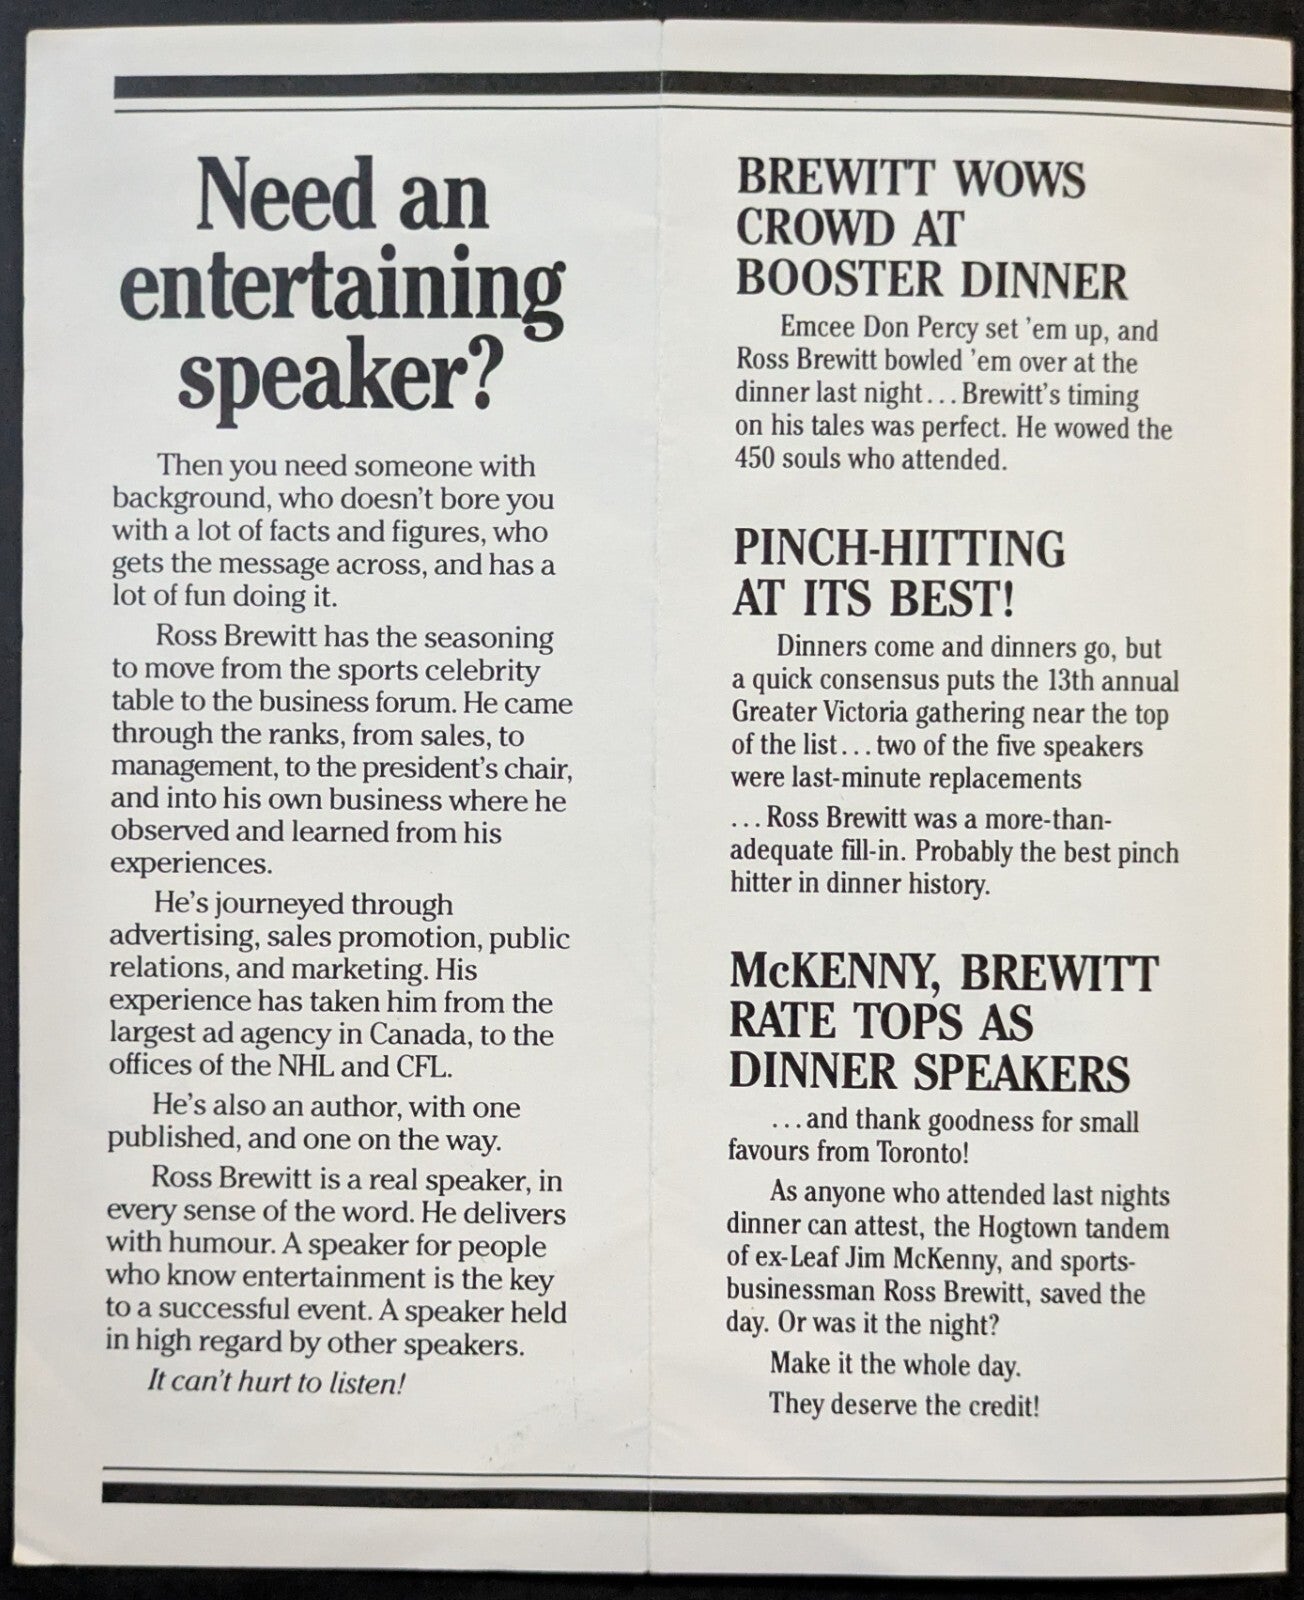 Need an
entertaining
speaker?
Then you need someone with
background, who doesn't bore you
with a lot of facts and figures, who
gets the message across, and has a
lot of fun doing it.
Ross Brewitt has the seasoning
to move from the sports celebrity
table to the business forum. He came
through the ranks, from sales, to
management, to the president's chair,
and into his own business where he
observed and learned from his
experiences.
He's journeyed through
advertising, sales promotion, public
relations, and marketing. His
experience has taken him from the
largest ad agency in Canada, to the
offices of the NHL and CFL.
He's also an author, with one
published, and one on the way.
Ross Brewitt is a real speaker, in
every sense of the word. He delivers
with humour. A speaker for people
who know entertainment is the key
to a successful event. A speaker held
in high regard by other speakers.
It can't hurt to listen!
BREWITT WOWS
CROWD AT
BOOSTER DINNER
Emcee Don Percy set 'em up, and
Ross Brewitt bowled 'em over at the
dinner last night...Brewitt's timing
on his tales was perfect. He wowed the
450 souls who attended.
PINCH-HITTING
AT ITS BEST!
Dinners come and dinners go, but
a quick consensus puts the 13th annual
Greater Victoria gathering near the top
of the list...two of the five speakers
were last-minute replacements
...Ross Brewitt was a more-than-
adequate fill-in. Probably the best pinch
hitter in dinner history.
McKENNY, BREWITT
RATE TOPS AS
DINNER SPEAKERS
...and thank goodness for small
favours from Toronto!
As anyone who attended last nights
dinner can attest, the Hogtown tandem
of ex-Leaf Jim McKenny, and sports-
businessman Ross Brewitt, saved the
day. Or was it the night?
Make it the whole day.
They deserve the credit!